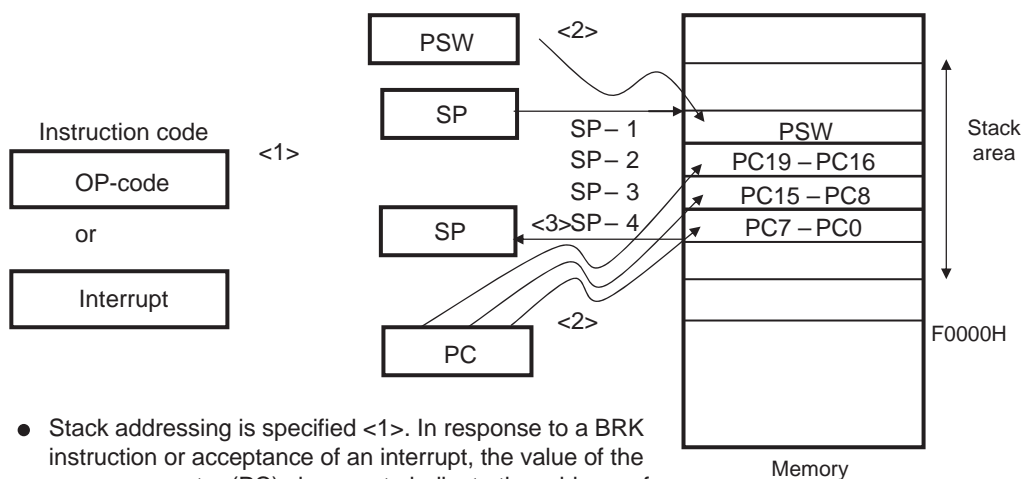 PSW
<2>
SP
SP – 1
PSW
Stack
area
Instruction code
<1>
SP – 2
PC19 – PC16
OP-code
SP – 3
PC15 – PC8
or
SP
<3>
SP – 4
PC7 – PC0
Interrupt
<2>
F0000H
PC
Memory
● Stack addressing is specified <1>. In response to a BRK
instruction or acceptance of an interrupt, the value of the